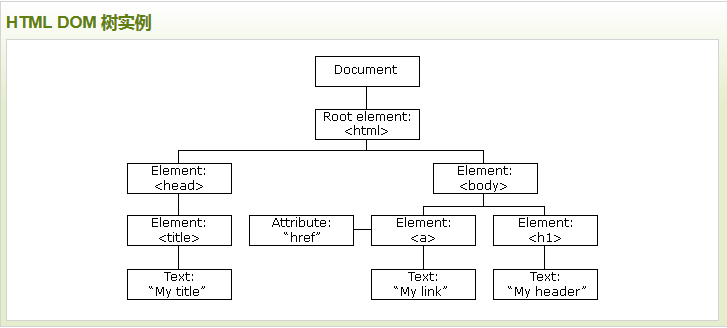 HTML DOM 树实例
Document
Root element:
<html>
Element:
<head>
Element:
<body>
Element:
<title>
Attribute:
“href”
Element:
<a>
Element:
<h1>
Text:
“My title”
Text:
“My link”
Text:
“My header”